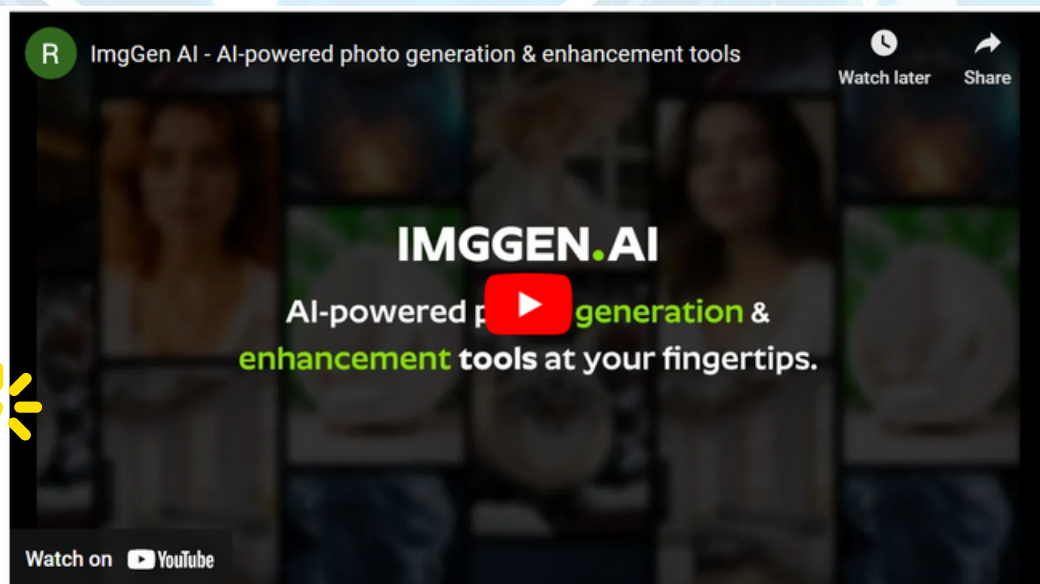 R
ImgGen AI - AI-powered photo generation & enhancement tools
Watch later
Share
IMGGEN.AI
AI-powered p generation &
enhancement tools at your fingertips.
Watch on YouTube